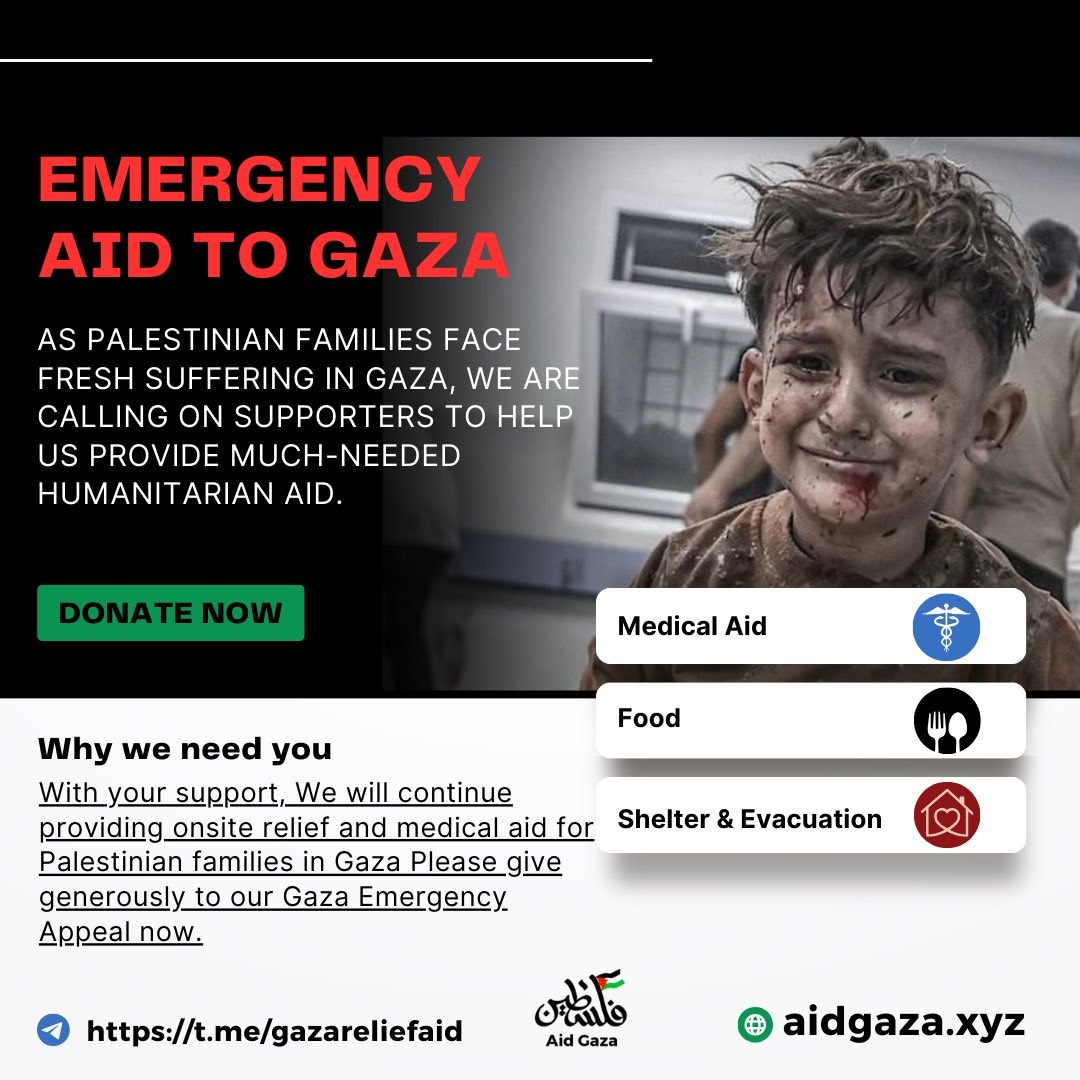 EMERGENCY
AID TO GAZA
AS PALESTINIAN FAMILIES FACE
FRESH SUFFERING IN GAZA, WE ARE
CALLING ON SUPPORTERS TO HELP
US PROVIDE MUCH-NEEDED
HUMANITARIAN AID.
DONATE NOW
Medical Aid
Food
Shelter & Evacuation
Why we need you
With your support, We will continue
providing onsite relief and medical aid for
Palestinian families in Gaza Please give
generously to our Gaza Emergency
Appeal now.
https://t.me/gazareliefaid
فلسطين
Aid Gaza
aidgaza.xyz